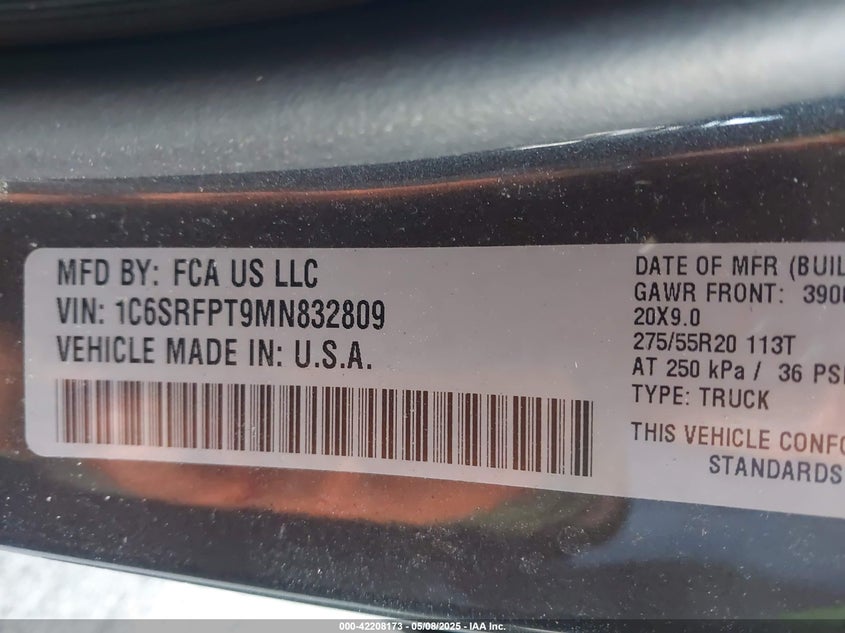 MFD BY: FCA US LLC
VIN: 1C6SRFPT9MN832809
VEHICLE MADE IN: U.S.A.
DATE OF MFR (BUIL
GAWR FRONT: 390
20X9.0
275/55R20 113T
AT 250 kPa / 36 PSI
TYPE: TRUCK
THIS VEHICLE CONFO
STANDARDS
000-42208173 — 05/08/2025 — IAA Inc.